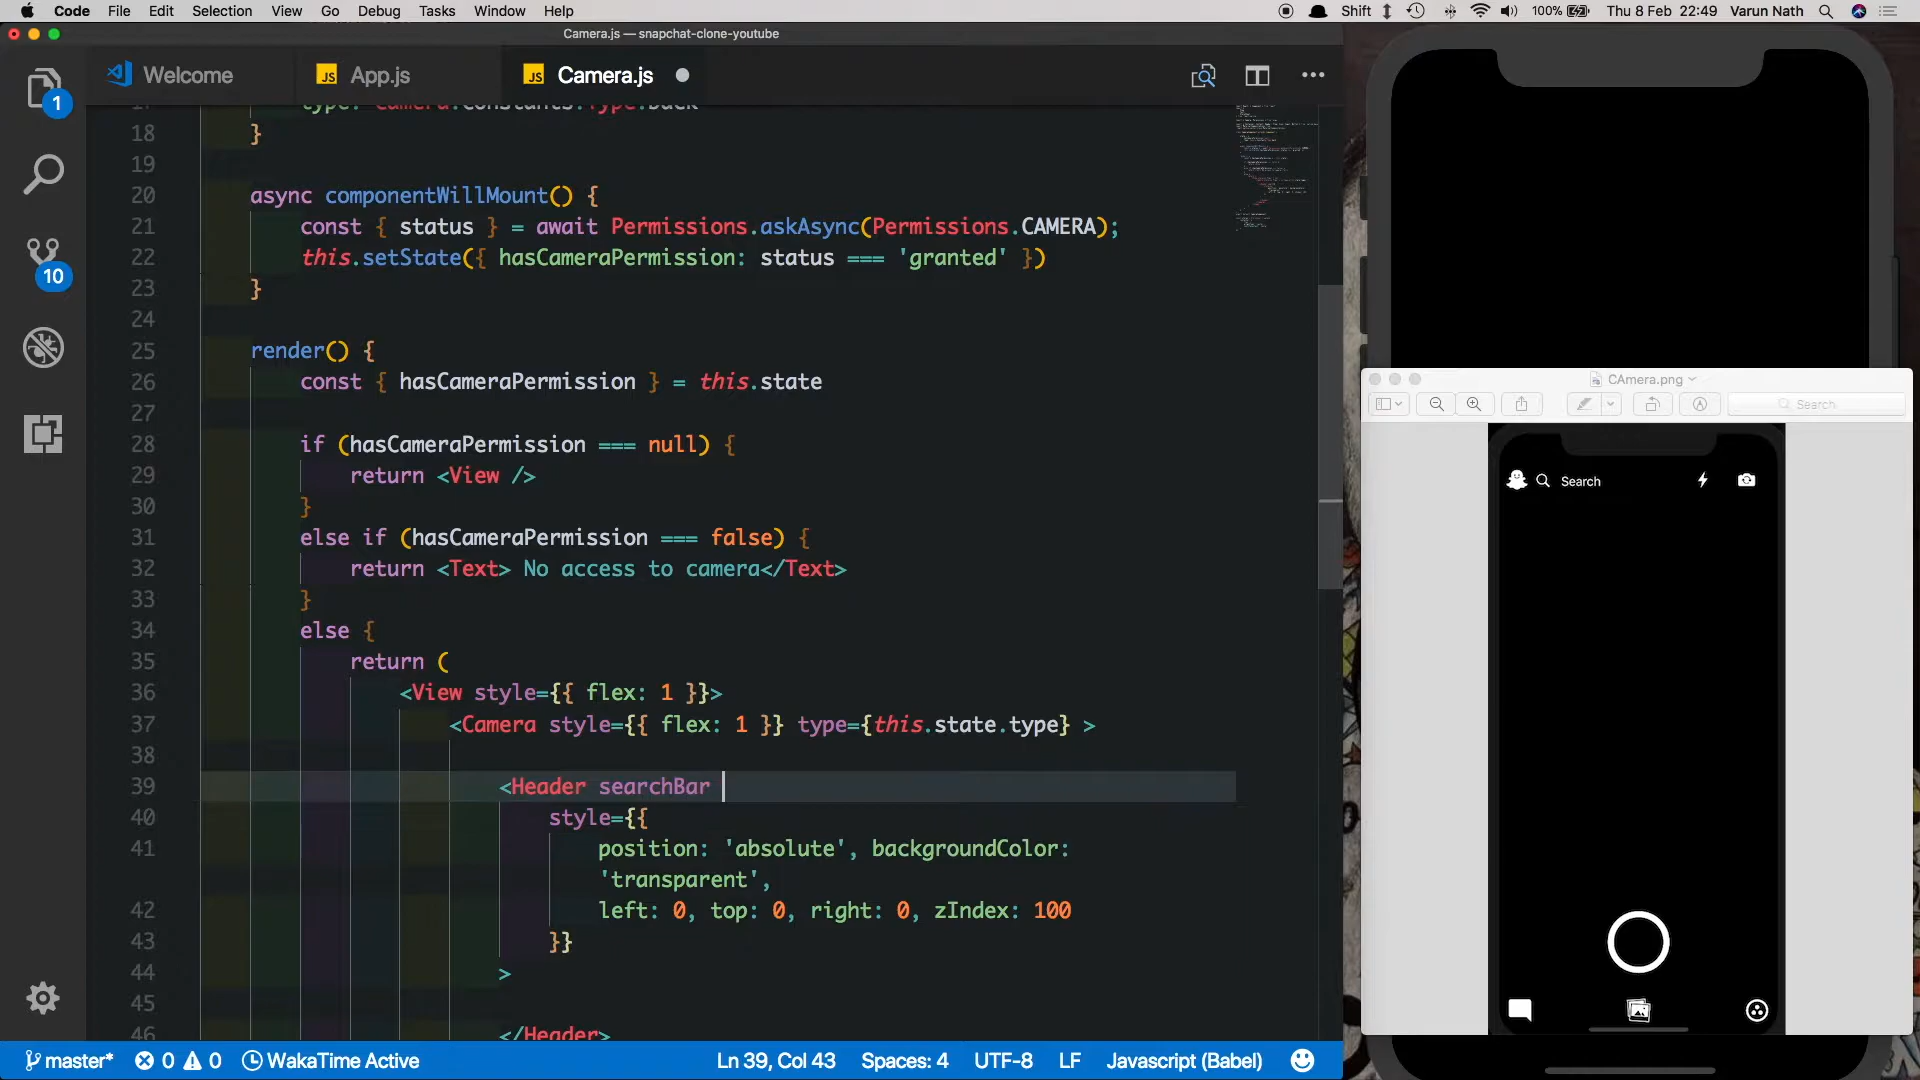 Code File Edit Selection View Go Debug Tasks Window Help Shift 100% Thu 8 Feb 22:49 Varun Nath
Camera.js — snapchat-clone-youtube
Welcome JS App.js JS Camera.js
1
10
type: Camera.Constants.Type.back
18 }
19
20 async componentWillMount() {
21 const { status } = await Permissions.askAsync(Permissions.CAMERA);
22 this.setState({ hasCameraPermission: status === 'granted' })
23 }
24
25 render() {
26 const { hasCameraPermission } = this.state
27
28 if (hasCameraPermission === null) {
29 return <View />
30 }
31 else if (hasCameraPermission === false) {
32 return <Text> No access to camera</Text>
33 }
34 else {
35 return (
36 <View style={{ flex: 1 }}>
37 <Camera style={{ flex: 1 }} type={this.state.type} >
38
39 <Header searchBar
40 style={{
41 position: 'absolute', backgroundColor:
'transparent',
42 left: 0, top: 0, right: 0, zIndex: 100
43 }}
44 >
45
46 </Header>
master* 0 0 WakaTime Active Ln 39, Col 43 Spaces: 4 UTF-8 LF Javascript (Babel)
CAmera.png
Search
Search